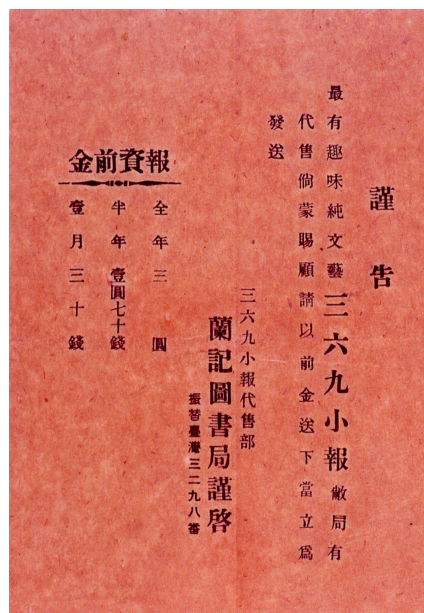 謹告
最有趣味純文藝三六九小報敝局有
代售倘蒙賜顧請以前金送下當立爲
發送
三六九小報代售部
蘭記圖書局謹啓
振替臺灣三二九八番
報資前金
全年三圓
半年壹圓七十錢
壹月三十錢